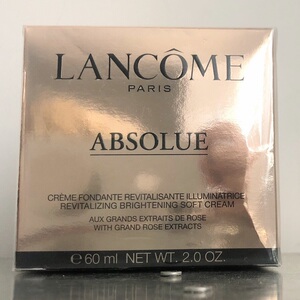 LANCÔME
PARIS
ABSOLUE
CRÈME FONDANTE REVITALISANTE ILLUMINATRICE
REVITALIZING BRIGHTENING SOFT CREAM
AUX GRANDS EXTRAITS DE ROSE
WITH GRAND ROSE EXTRACTS
℮ 60 ml NET WT. 2.0 OZ.